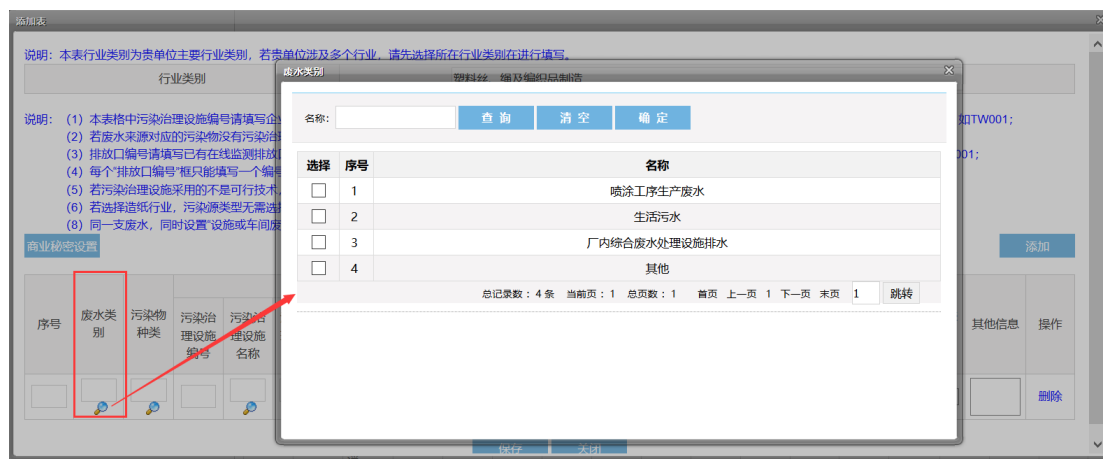 添加表
说明：本表行业类别为贵单位主要行业类别，若贵单位涉及多个行业，请先选择所在行业类别在进行填写。
行业类别 塑料丝、绳及编织品制造
说明：（1）本表格中污染治理设施编号请填写企 如TW001；
（2）若废水来源对应的污染物没有污染治
（3）排放口编号请填写已有在线监测排放 001；
（4）每个"排放口编号"框只能填写一个编
（5）若污染治理设施采用的不是可行技术，
（6）若选择造纸行业，污染源类型无需选
（8）同一支废水，同时设置"设施或车间废
商业秘密设置 添加
序号 废水类别 污染物种类 污染治理设施编号 污染治理设施名称 其他信息 操作
删除
保存 关闭
废水类别
名称： 查 询 清 空 确 定
选择 序号 名称
1 喷涂工序生产废水
2 生活污水
3 厂内综合废水处理设施排水
4 其他
总记录数：4 条 当前页：1 总页数：1 首页 上一页 1 下一页 末页 1 跳转